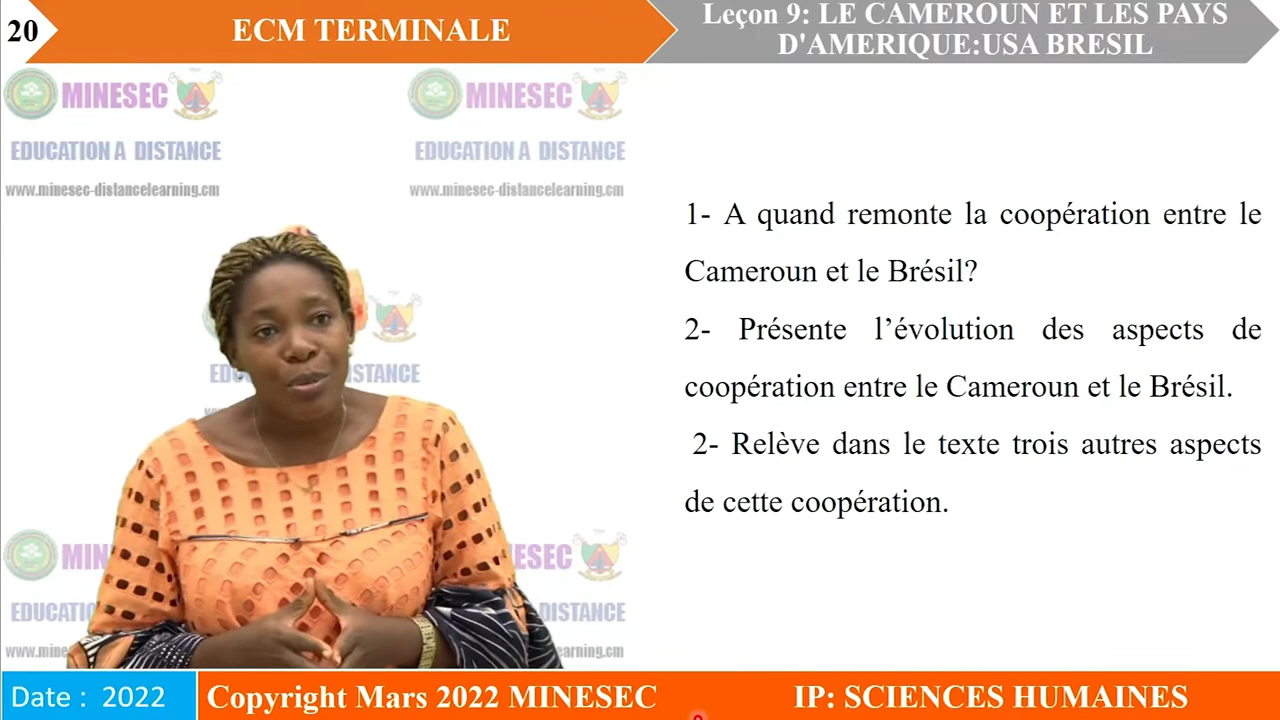 20
ECM TERMINALE
Leçon 9: LE CAMEROUN ET LES PAYS
D'AMERIQUE:USA BRESIL
MINESEC
MINESEC
EDUCATION A DISTANCE
EDUCATION A DISTANCE
www.minesec-distancelearning.cm
www.minesec-distancelearning.cm
1- A quand remonte la coopération entre le
Cameroun et le Brésil?
2- Présente l’évolution des aspects de
coopération entre le Cameroun et le Brésil.
2- Relève dans le texte trois autres aspects
de cette coopération.
Date : 2022
Copyright Mars 2022 MINESEC
IP: SCIENCES HUMAINES